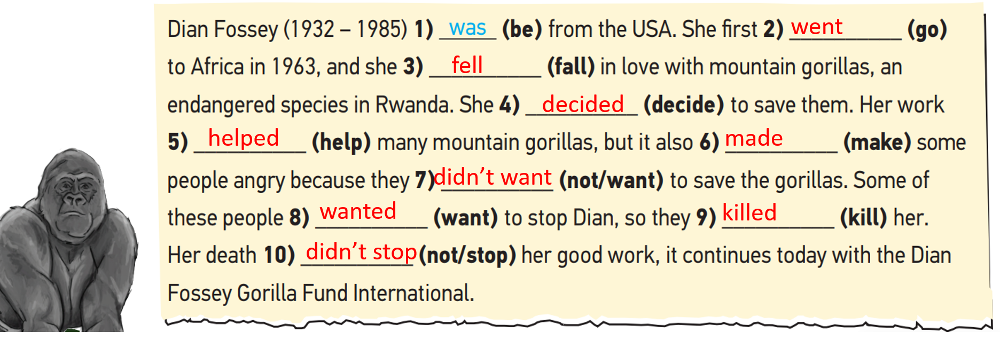 Dian Fossey (1932 – 1985) 1) was (be) from the USA. She first 2) went (go)
to Africa in 1963, and she 3) fell (fall) in love with mountain gorillas, an
endangered species in Rwanda. She 4) decided (decide) to save them. Her work
5) helped (help) many mountain gorillas, but it also 6) made (make) some
people angry because they 7) didn’t want (not/want) to save the gorillas. Some of
these people 8) wanted (want) to stop Dian, so they 9) killed (kill) her.
Her death 10) didn’t stop (not/stop) her good work, it continues today with the Dian
Fossey Gorilla Fund International.